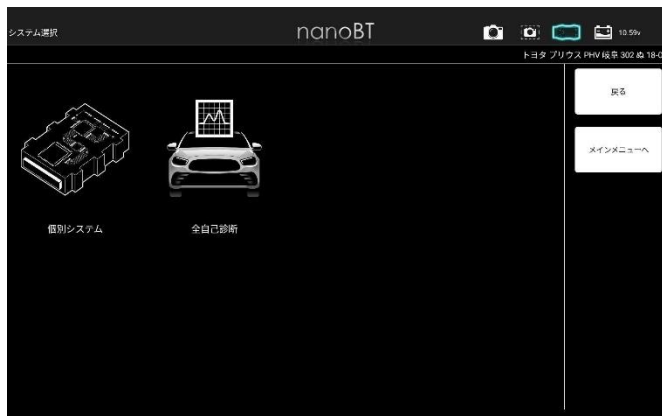 システム選択
nanoBT
10.59v
トヨタ プリウス PHV 岐阜 302 ぬ 18-0
戻る
メインメニューへ
個別システム
全自己診断